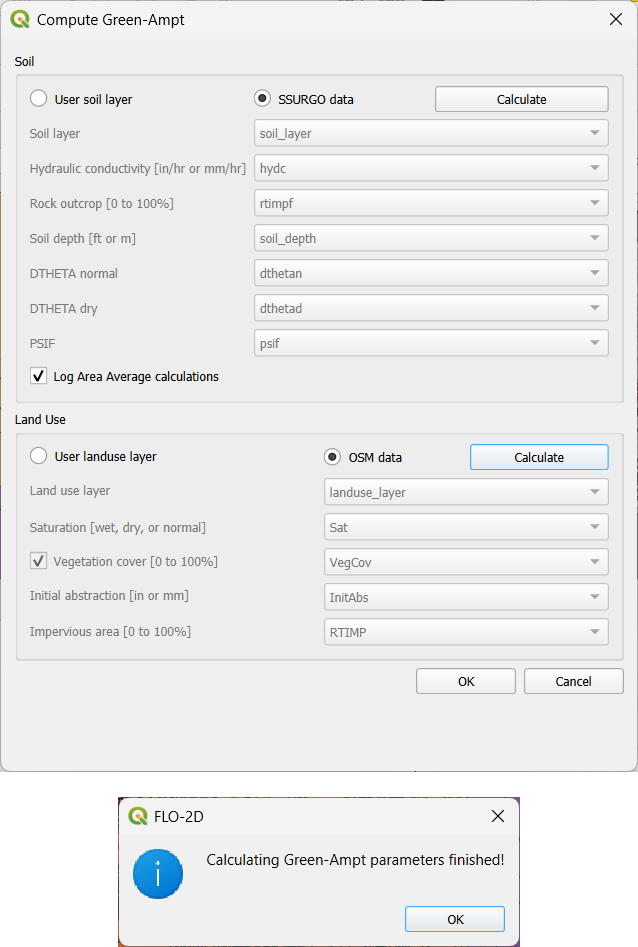 Compute Green-Ampt
Soil
User soil layer SSURGO data Calculate
Soil layer soil_layer
Hydraulic conductivity [in/hr or mm/hr] hydc
Rock outcrop [0 to 100%] rtimpf
Soil depth [ft or m] soil_depth
DTHETA normal dthetan
DTHETA dry dthetad
PSIF psif
Log Area Average calculations
Land Use
User landuse layer OSM data Calculate
Land use layer landuse_layer
Saturation [wet, dry, or normal] Sat
Vegetation cover [0 to 100%] VegCov
Initial abstraction [in or mm] InitAbs
Impervious area [0 to 100%] RTIMP
OK Cancel
FLO-2D
Calculating Green-Ampt parameters finished!
OK